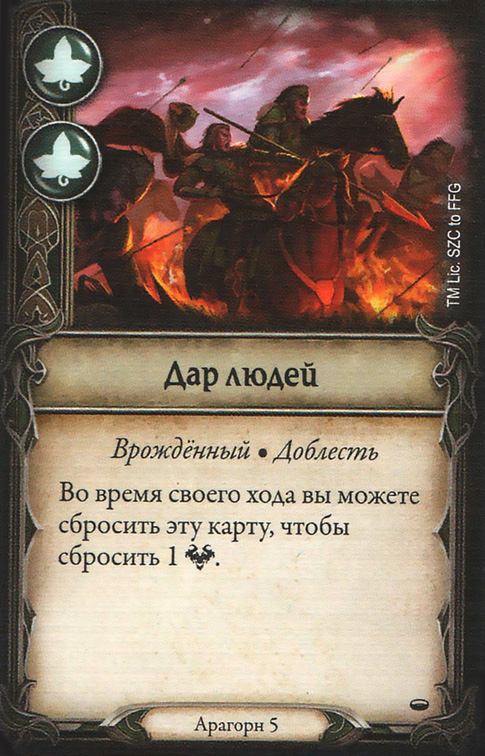 TM Lic. SZC to FFG
Дар людей
Врождённый • Доблесть
Во время своего хода вы можете
сбросить эту карту, чтобы
сбросить 1 .
Арагорн 5